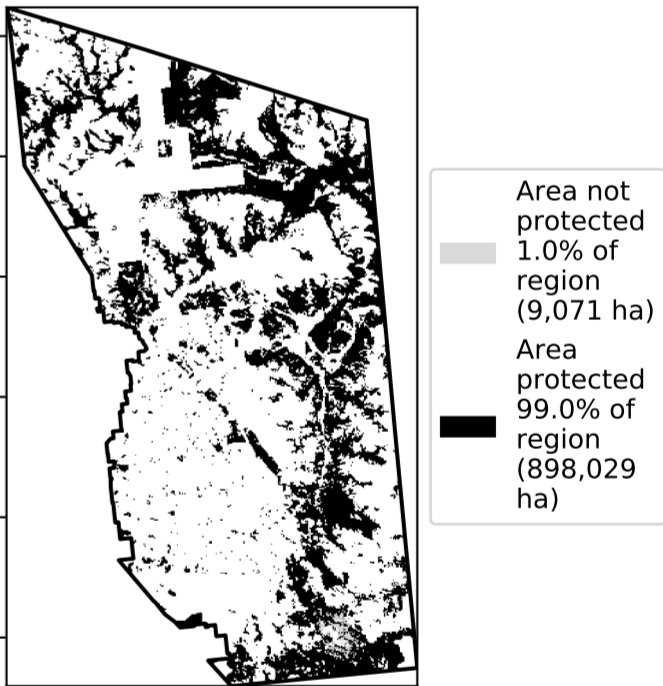 Area not
protected
1.0% of
region
(9,071 ha)
Area
protected
99.0% of
region
(898,029
ha)